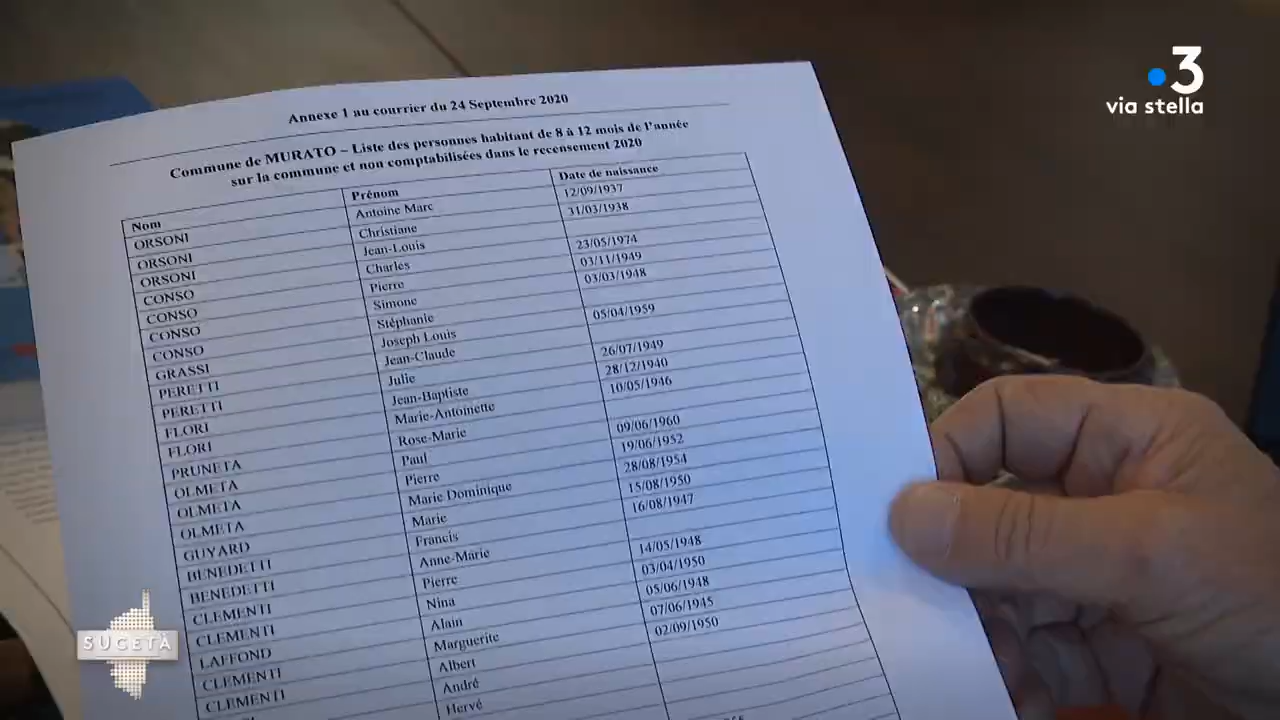 3
via stella
Annexe 1 au courrier du 24 Septembre 2020
Commune de MURATO – Liste des personnes habitant de 8 à 12 mois de l'année
sur la commune et non comptabilisées dans le recensement 2020
Nom Prénom Date de naissance
ORSONI Antoine Marc 12/09/1937
ORSONI Christiane 31/03/1938
ORSONI Jean-Louis
CONSO Charles 23/05/1974
CONSO Pierre 03/11/1949
CONSO Simone 03/03/1948
CONSO Stéphanie
GRASSI Joseph Louis 05/04/1959
PERETTI Jean-Claude
PERETTI Julie 26/07/1949
FLORI Jean-Baptiste 28/12/1940
FLORI Marie-Antoinette 10/05/1946
PRUNETA Rose-Marie
OLMETA Paul 09/06/1960
OLMETA Pierre 19/06/1952
OLMETA Marie Dominique 28/08/1954
GUYARD Marie 15/08/1950
BENEDETTI Francis 16/08/1947
BENEDETTI Anne-Marie
CLEMENTI Pierre 14/05/1948
CLEMENTI Nina 03/04/1950
LAFFOND Alain 05/06/1948
CLEMENTI Marguerite 07/06/1945
CLEMENTI Albert 02/09/1950
André
Hervé
SUCETÀ